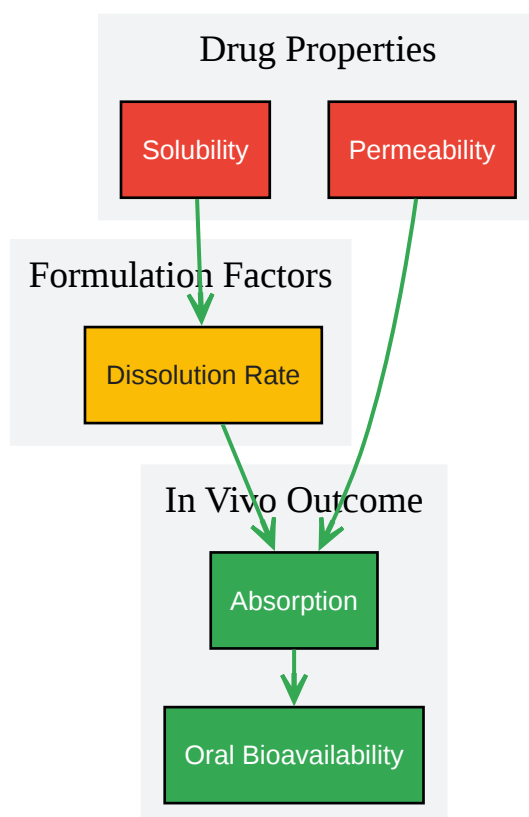 Drug Properties
Solubility
Permeability
Formulation Factors
Dissolution Rate
In Vivo Outcome
Absorption
Oral Bioavailability